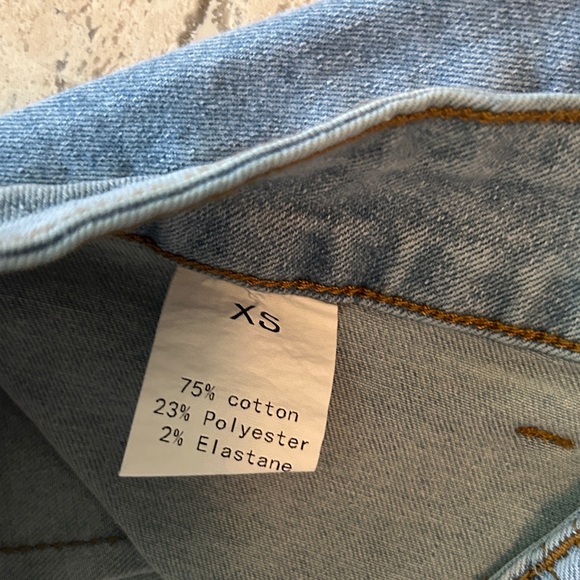 XS
75% cotton
23% Polyester
2% Elastane